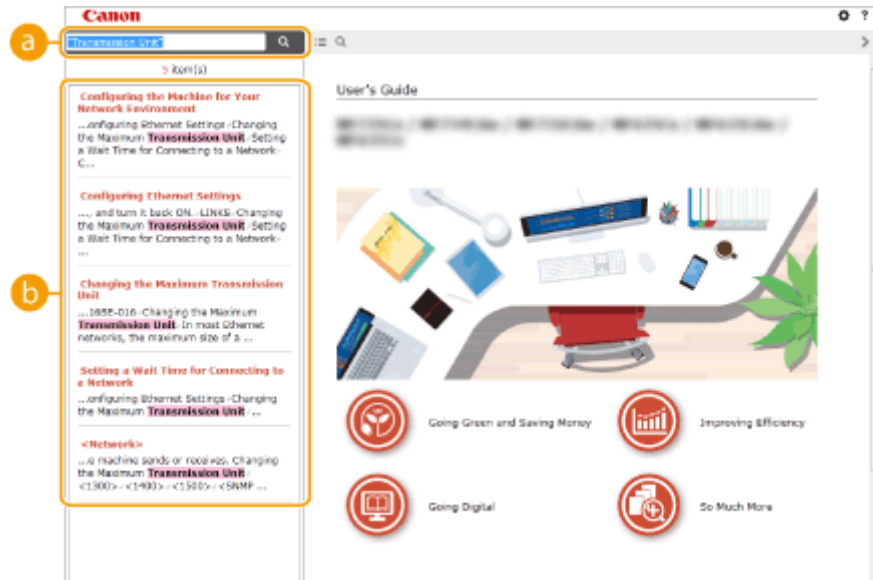 Canon
?
a
"Transmission Unit"
5 item(s)
b
Configuring the Machine for Your
Network Environment
...onfiguring Ethernet Settings Changing
the Maximum Transmission Unit Setting
a Wait Time for Connecting to a Network
C...
Configuring Ethernet Settings
..., and turn it back ON. LINKS Changing
the Maximum Transmission Unit Setting
a Wait Time for Connecting to a Network
...
Changing the Maximum Transmission
Unit
...168E-016 Changing the Maximum
Transmission Unit In most Ethernet
networks, the maximum size of a ...
Setting a Wait Time for Connecting to
a Network
...onfiguring Ethernet Settings Changing
the Maximum Transmission Unit ...
<Network>
...e machine sends or receives. Changing
the Maximum Transmission Unit
<1300> <1400> <1500> <SNMP ...
User's Guide
Going Green and Saving Money
Improving Efficiency
Going Digital
So Much More